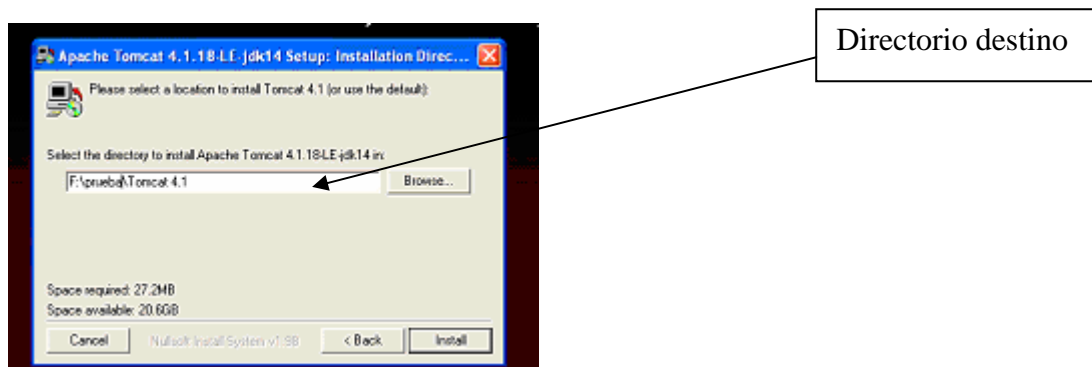 Directorio destino
Apache Tomcat 4.1.18-LE-jdk14 Setup: Installation Direc...
Please select a location to install Tomcat 4.1 (or use the default):
Select the directory to install Apache Tomcat 4.1.18-LE-jdk14 in:
F:\prueba\Tomcat 4.1
Browse...
Space required: 27.2MB
Space available: 20.6GB
Cancel
Nullsoft Install System v1.98
< Back
Install